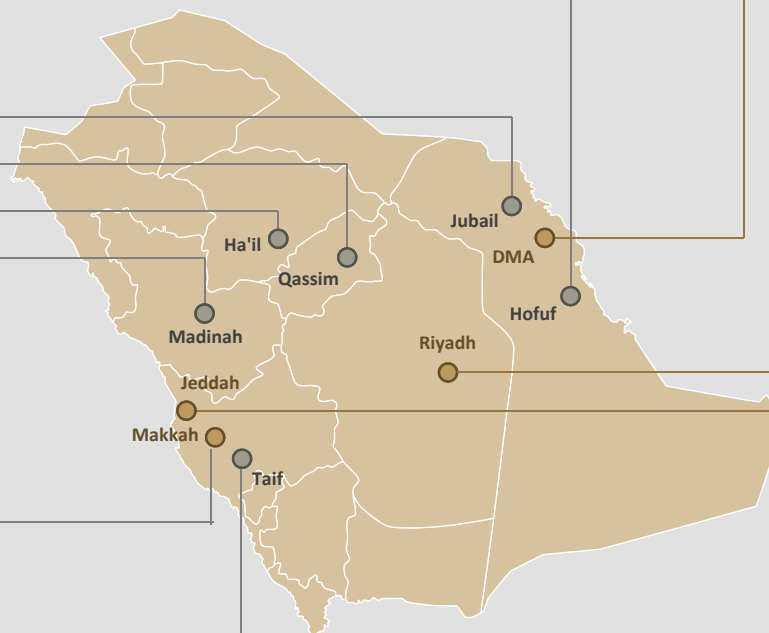 Jubail
Ha'il
DMA
Qassim
Hofuf
Madinah
Riyadh
Jeddah
Makkah
Taif